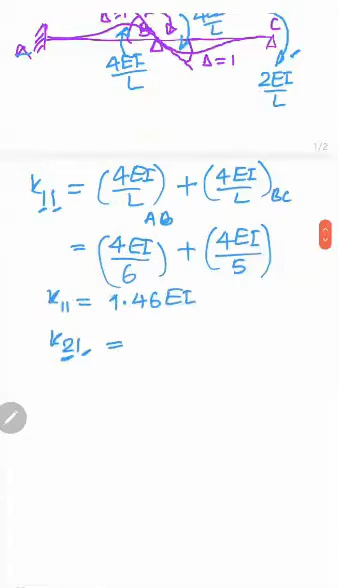 Δ=1 4EI/L C
A B
4EI/L Δ=1 2EI/L
1/2
K₁₁ = (4EI/L)AB + (4EI/L)BC
= (4EI/6) + (4EI/5)
K₁₁ = 1.46EI
K₂₁ =